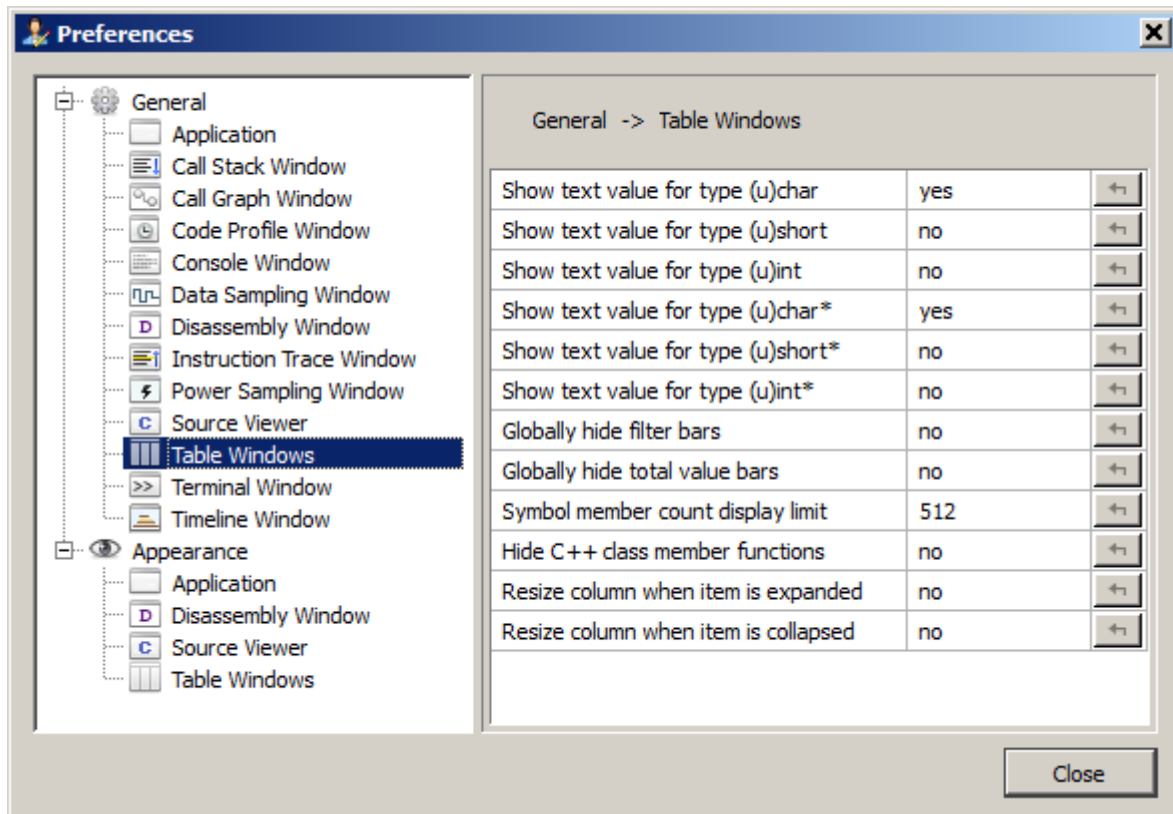 Preferences
General
Application
Call Stack Window
Call Graph Window
Code Profile Window
Console Window
Data Sampling Window
D Disassembly Window
Instruction Trace Window
Power Sampling Window
C Source Viewer
Table Windows
>> Terminal Window
Timeline Window
Appearance
Application
D Disassembly Window
C Source Viewer
Table Windows
General -> Table Windows
Show text value for type (u)char yes
Show text value for type (u)short no
Show text value for type (u)int no
Show text value for type (u)char* yes
Show text value for type (u)short* no
Show text value for type (u)int* no
Globally hide filter bars no
Globally hide total value bars no
Symbol member count display limit 512
Hide C++ class member functions no
Resize column when item is expanded no
Resize column when item is collapsed no
Close